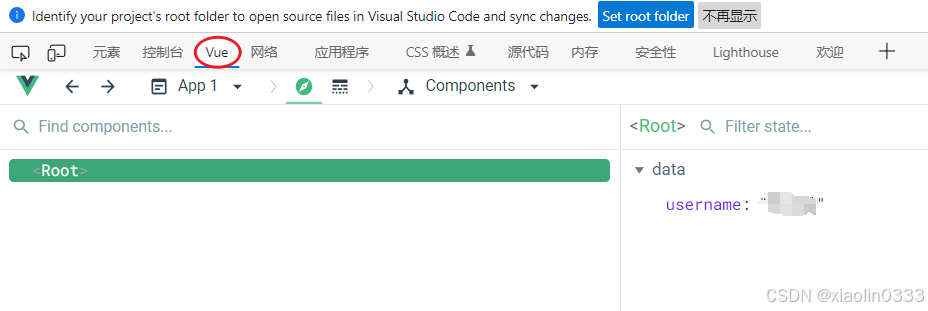 Identify your project's root folder to open source files in Visual Studio Code and sync changes. Set root folder 不再显示
元素 控制台 Vue 网络 应用程序 CSS 概述 源代码 内存 安全性 Lighthouse 欢迎
App 1 Components
Find components... <Root> Filter state...
<Root> data
username: " "
CSDN @xiaolin0333